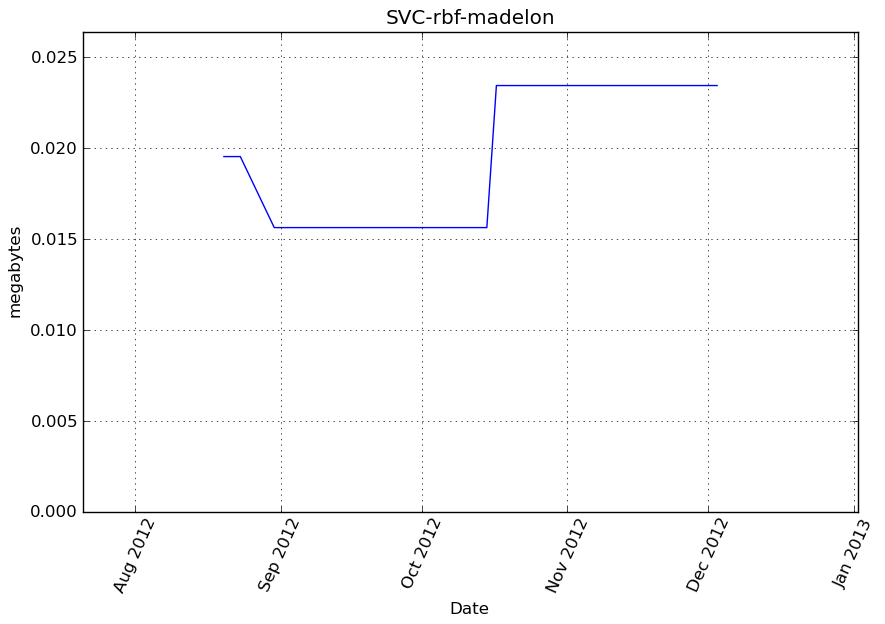 SVC-rbf-madelon
0.025
0.020
0.015
0.010
0.005
0.000
megabytes
Aug 2012
Sep 2012
Oct 2012
Nov 2012
Dec 2012
Jan 2013
Date